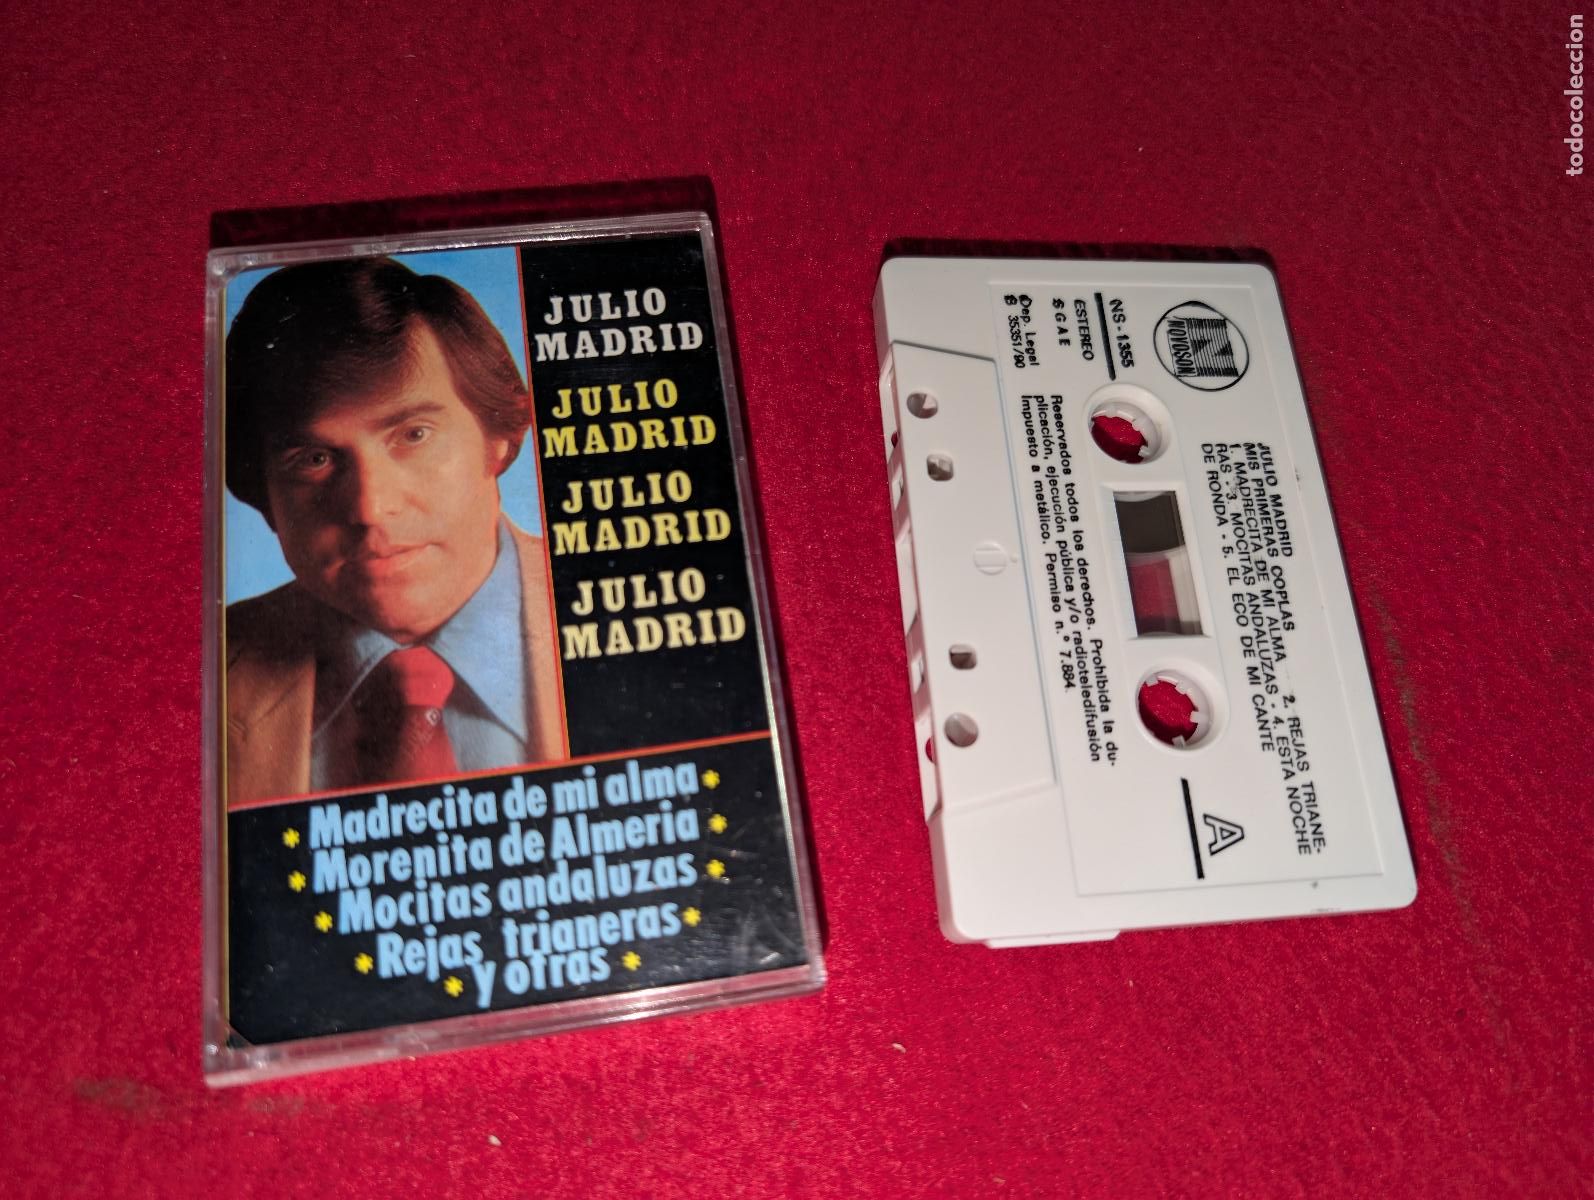 JULIO
MADRID
JULIO
MADRID
JULIO
MADRID
JULIO
MADRID
* Madrecita de mi alma *
* Morenita de Almeria *
* Mocitas andaluzas *
* Rejas trianeras *
* y otras *
NOVOSON
NS-1355
ESTEREO
SGAE
Dep. Legal
B 35351/90
JULIO MADRID
MIS PRIMERAS COPLAS
1. MADRECITA DE MI ALMA - 2. REJAS TRIANE-
RAS - 3. MOCITAS ANDALUZAS - 4. ESTA NOCHE
DE RONDA - 5. EL ECO DE MI CANTE
A
Reservados todos los derechos. Prohibida la du-
plicación, ejecución pública y/o radioteledifusión
Impuesto a metálico. Permiso n.º 7.884
todocoleccion